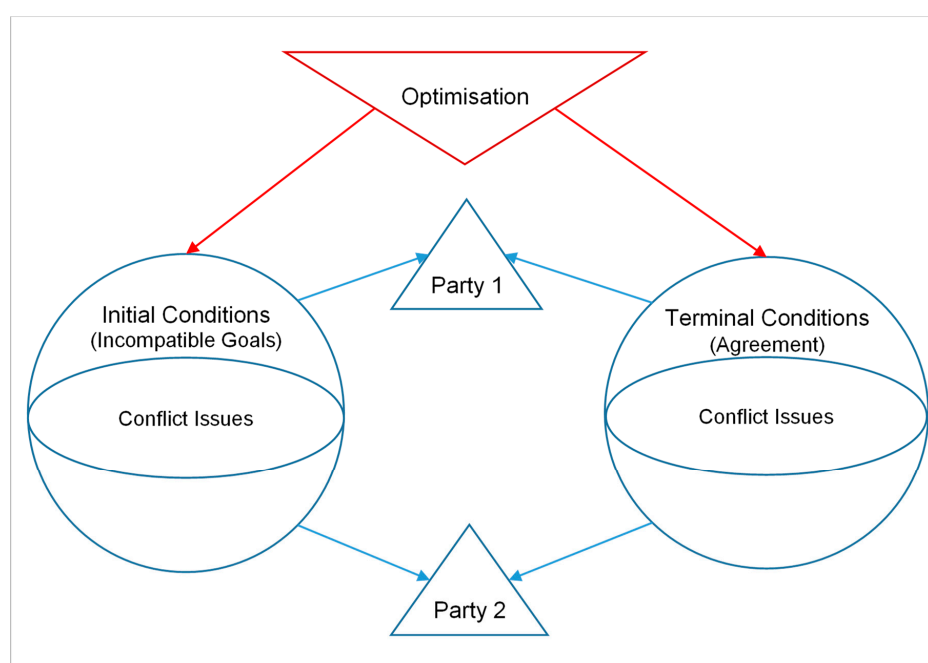 Optimisation
Party 1
Initial Conditions
(Incompatible Goals)
Terminal Conditions
(Agreement)
Conflict Issues
Conflict Issues
Party 2